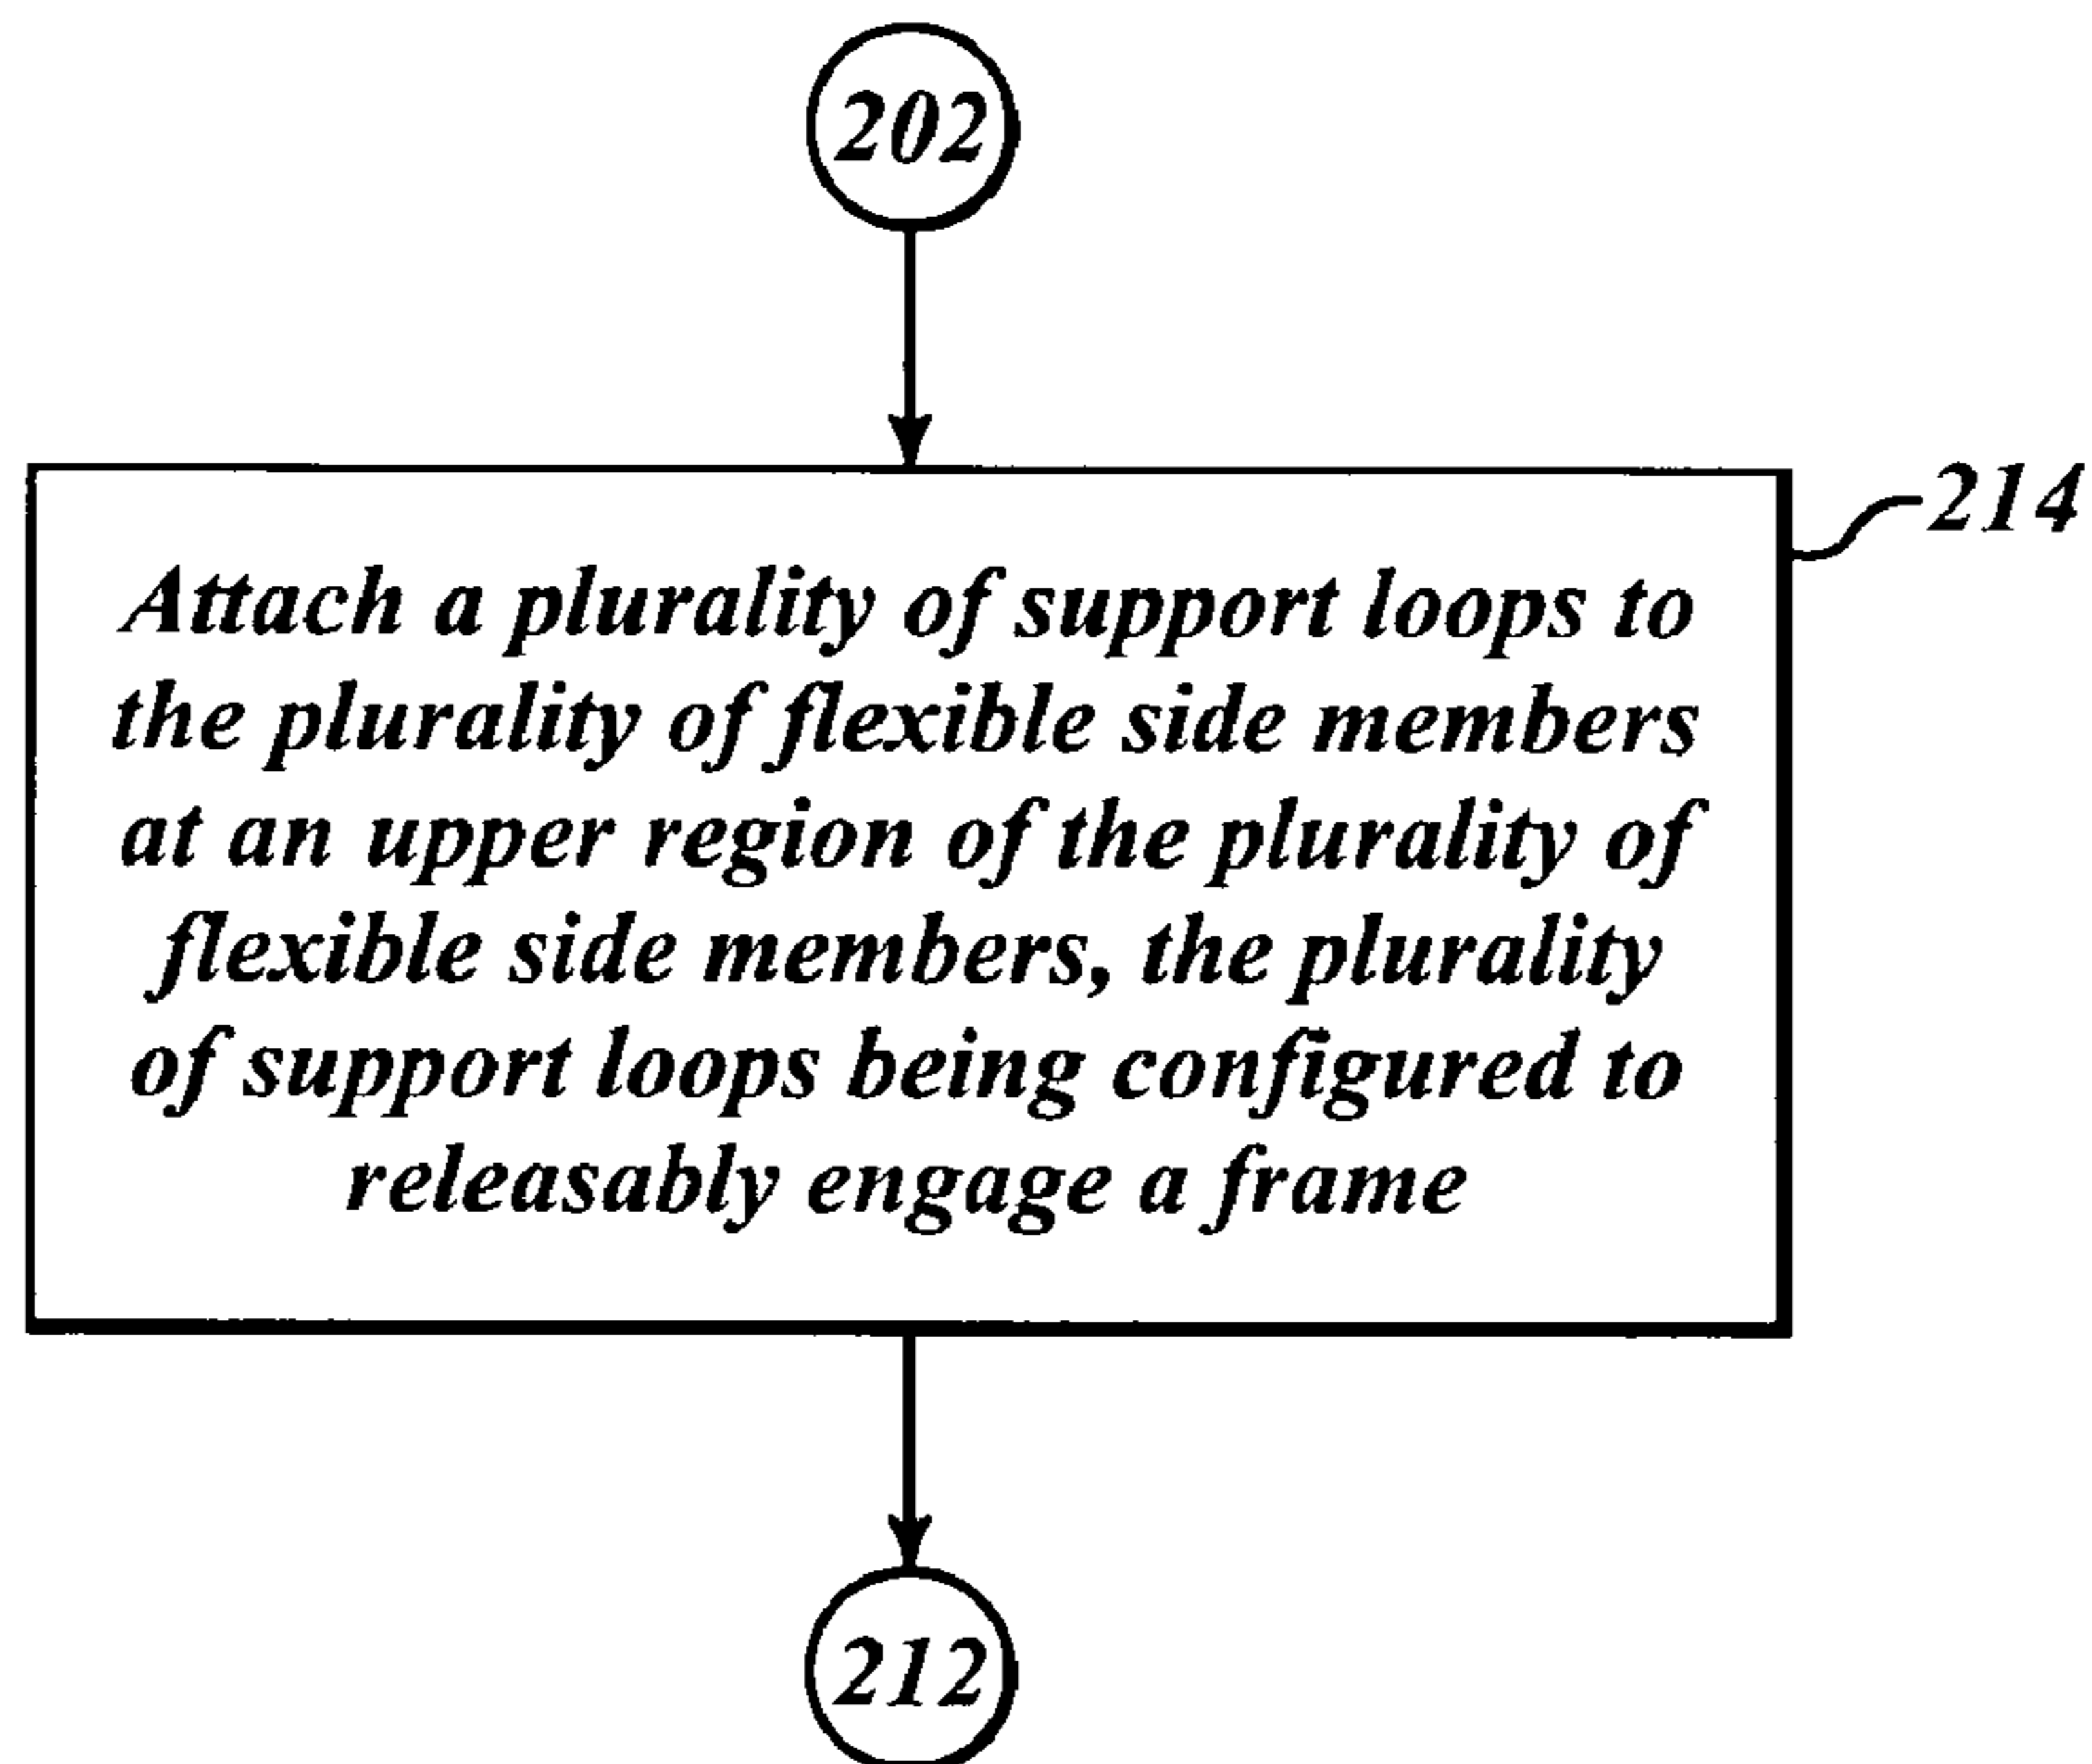 202
214
Attach a plurality of support loops to
the plurality of flexible side members
at an upper region of the plurality of
flexible side members, the plurality
of support loops being configured to
releasably engage a frame
212